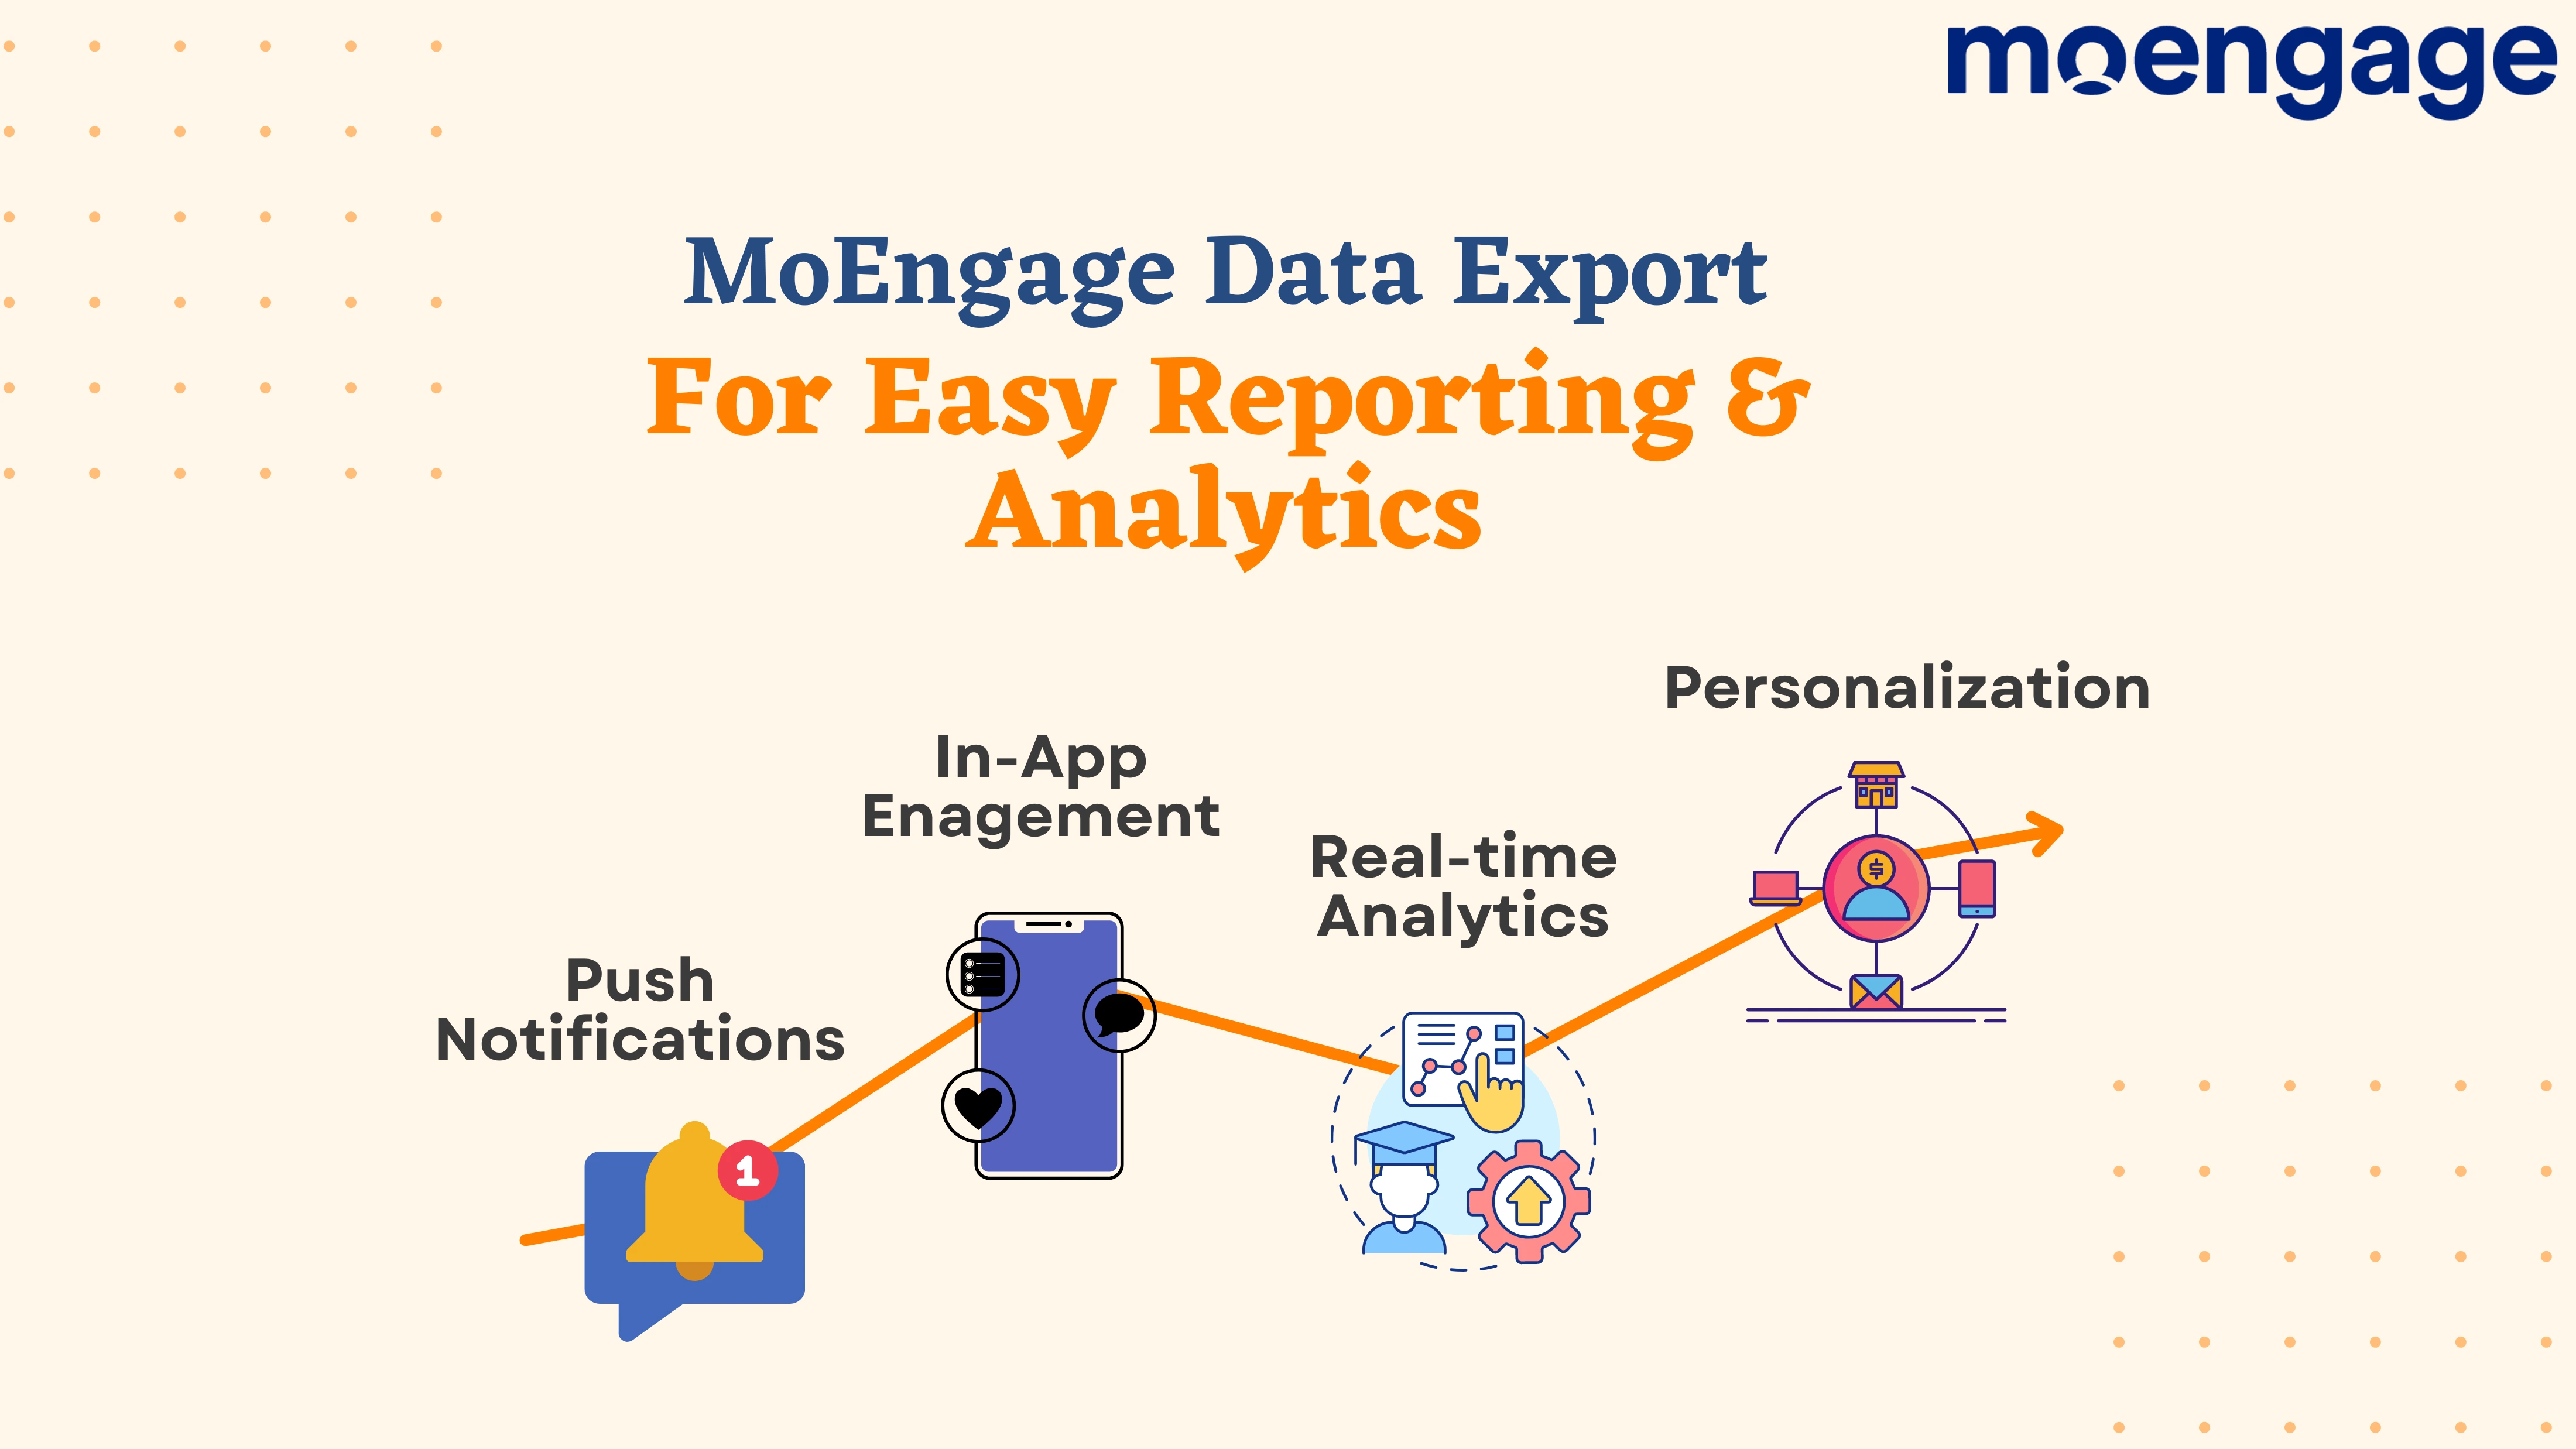 moengage
MoEngage Data Export
For Easy Reporting &
Analytics
Personalization
In-App
Enagement
Real-time
Analytics
Push
Notifications
1
$